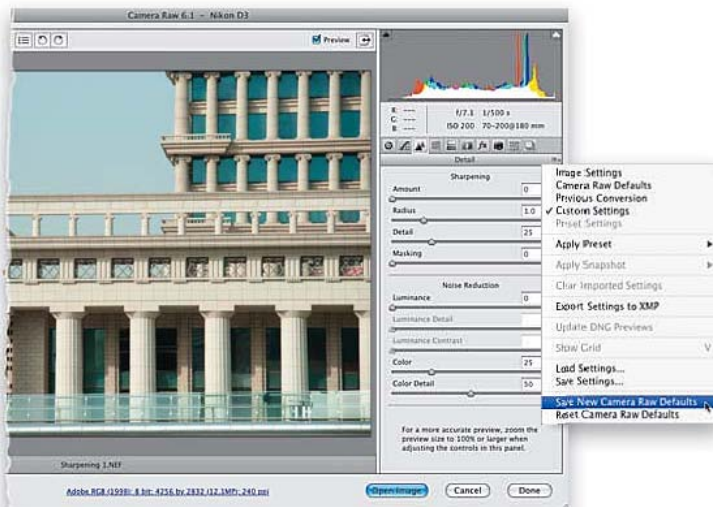 Camera Raw 6.1 – Nikon D3
Preview
R: ---
G: ---
B: ---
f/7.1 1/500 s
ISO 200 70–200@180 mm
Detail
Sharpening
Amount 0
Radius 1.0
Detail 25
Masking 0
Noise Reduction
Luminance 0
Luminance Detail
Luminance Contrast
Color 25
Color Detail 50
For a more accurate preview, zoom the
preview size to 100% or larger when
adjusting the controls in this panel.
Image Settings
Camera Raw Defaults
Previous Conversion
✓ Custom Settings
Preset Settings
Apply Preset
Apply Snapshot
Clear Imported Settings
Export Settings to XMP
Update DNG Previews
Show Grid V
Load Settings...
Save Settings...
Save New Camera Raw Defaults
Reset Camera Raw Defaults
Sharpening 1.NEF
Adobe RGB (1998); 8 bit; 4256 by 2832 (12.1MP); 240 ppi
Open Image
Cancel
Done